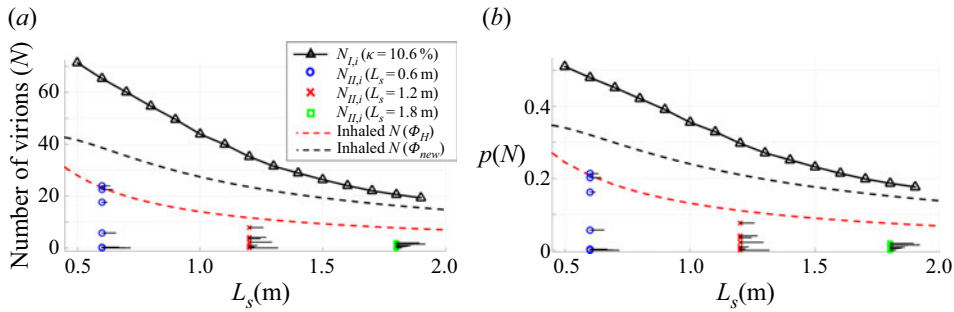 (a)
(b)
Number of virions (N)
60
40
20
0
0.5
1.0
1.5
2.0
L_s(m)
N_{I,i} (κ = 10.6 %)
N_{II,i} (L_s = 0.6 m)
N_{II,i} (L_s = 1.2 m)
N_{II,i} (L_s = 1.8 m)
Inhaled N (Φ_H)
Inhaled N (Φ_{new})
p(N)
0.4
0.2
0
0.5
1.0
1.5
2.0
L_s(m)